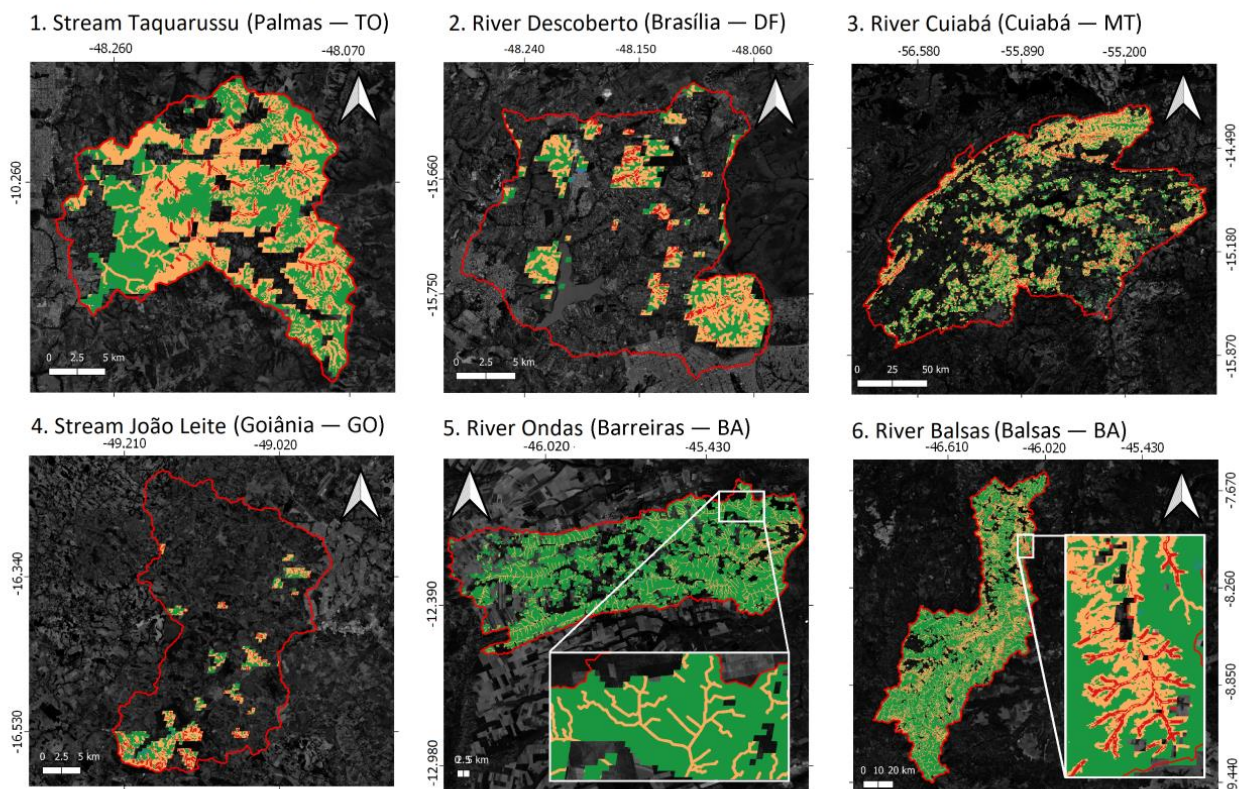 1. Stream Taquarussu (Palmas — TO)
-48.260 -48.070
-10.260
0 2.5 5 km
2. River Descoberto (Brasília — DF)
-48.240 -48.150 -48.060
-15.660
-15.750
0 2.5 5 km
3. River Cuiabá (Cuiabá — MT)
-56.580 -55.890 -55.200
-14.490
-15.180
-15.870
0 25 50 km
4. Stream João Leite (Goiânia — GO)
-49.210 -49.020
-16.340
-16.530
0 2.5 5 km
5. River Ondas (Barreiras — BA)
-46.020 -45.430
-12.390
-12.980
6. River Balsas (Balsas — BA)
-46.610 -46.020 -45.430
-7.670
-8.260
-8.850
-9.440
0 10 20 km